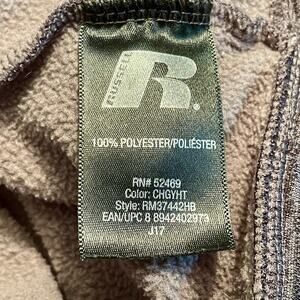 RUSSELL
R
®
100% POLYESTER/POLIÉSTER
RN# 52469
Color: CHGYHT
Style: RM37442HB
EAN/UPC 8 8942402973
J17